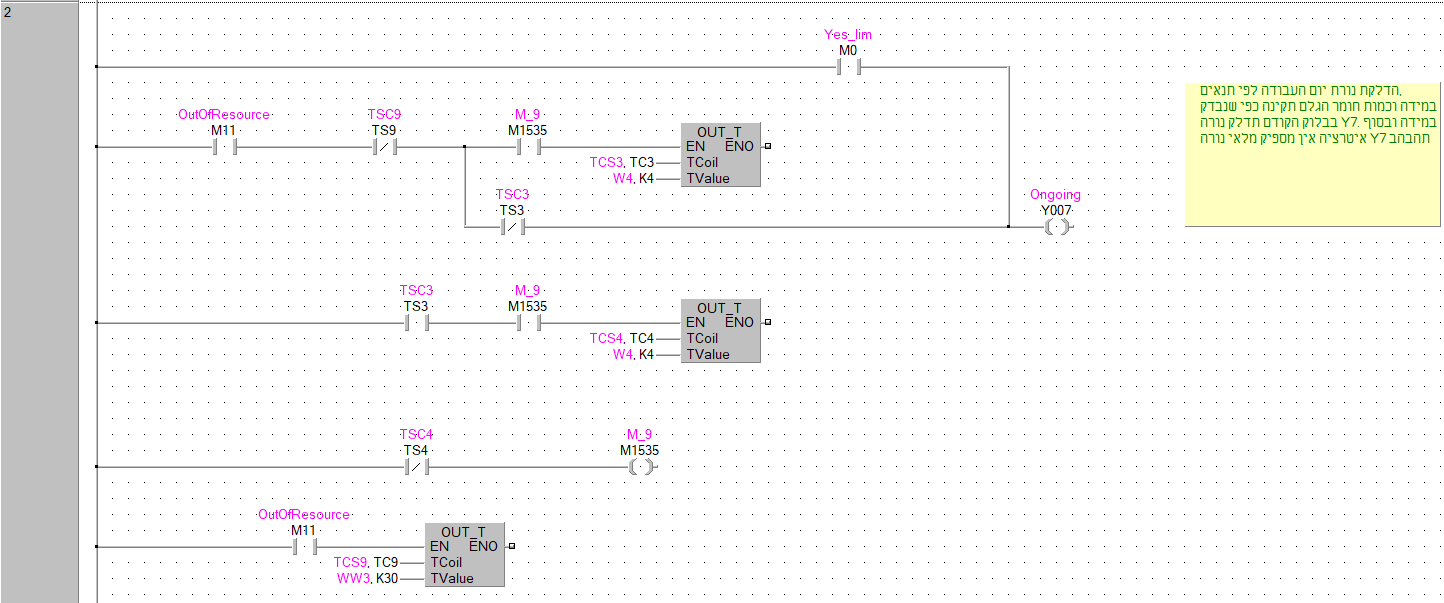 2
Yes_lim
M0
OutOfResource
M11
TSC9
TS9
M_9
M1535
OUT_T
EN ENO
TCS3, TC3 TCoil
W4, K4 TValue
TSC3
TS3
Ongoing
Y007
הדלקת נורת יום העבודה לפי תנאים.
במידה וכמות חומר הגלם תקינה כפי שנבדק
בבלוק הקודם תדלק נורה Y7. במידה ובסוף
איטרציה אין מספיק מלאי נורה Y7 תהבהב
TSC3
TS3
M_9
M1535
OUT_T
EN ENO
TCS4, TC4 TCoil
W4, K4 TValue
TSC4
TS4
M_9
M1535
OutOfResource
M11
OUT_T
EN ENO
TCS9, TC9 TCoil
WW3, K30 TValue